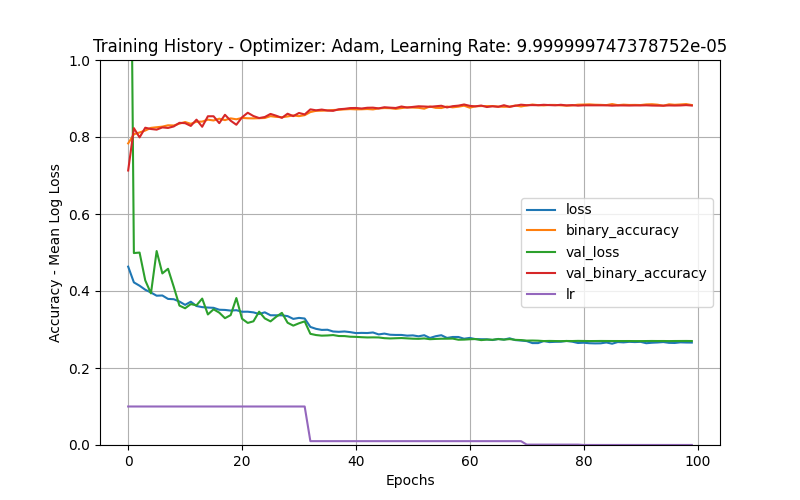 Training History - Optimizer: Adam, Learning Rate: 9.999999747378752e-05
1.0
0.8
0.6
0.4
0.2
0.0
Accuracy - Mean Log Loss
loss
binary_accuracy
val_loss
val_binary_accuracy
lr
0 20 40 60 80 100
Epochs